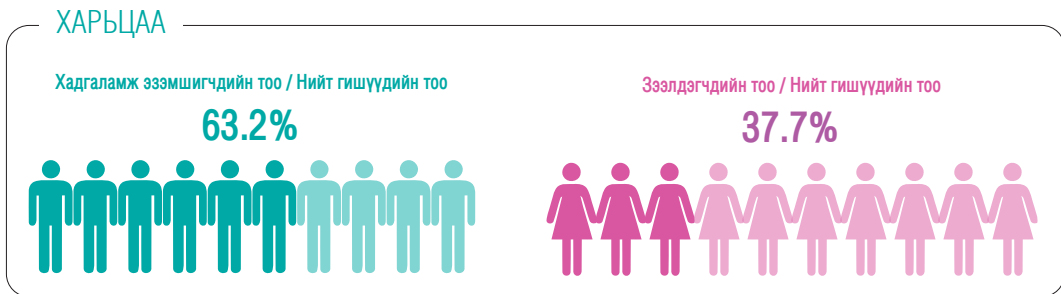 ХАРЬЦАА
Хадгаламж эзэмшигчдийн тоо / Нийт гишүүдийн тоо
63.2%
Зээлдэгчдийн тоо / Нийт гишүүдийн тоо
37.7%